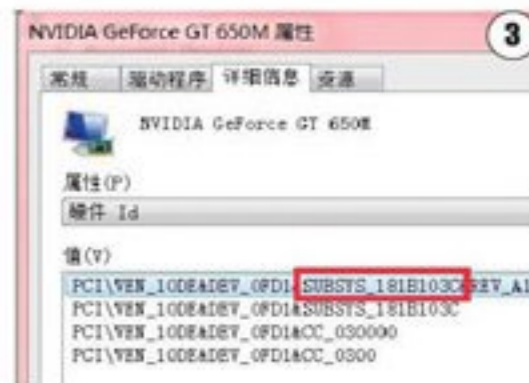 NVIDIA GeForce GT 650M 属性
3
常规 驱动程序 详细信息 资源
NVIDIA GeForce GT 650M
属性(P)
硬件 Id
值(V)
PCI\VEN_10DE&DEV_0FD1&SUBSYS_181B103C&REV_A1
PCI\VEN_10DE&DEV_0FD1&SUBSYS_181B103C
PCI\VEN_10DE&DEV_0FD1&CC_030000
PCI\VEN_10DE&DEV_0FD1&CC_0300